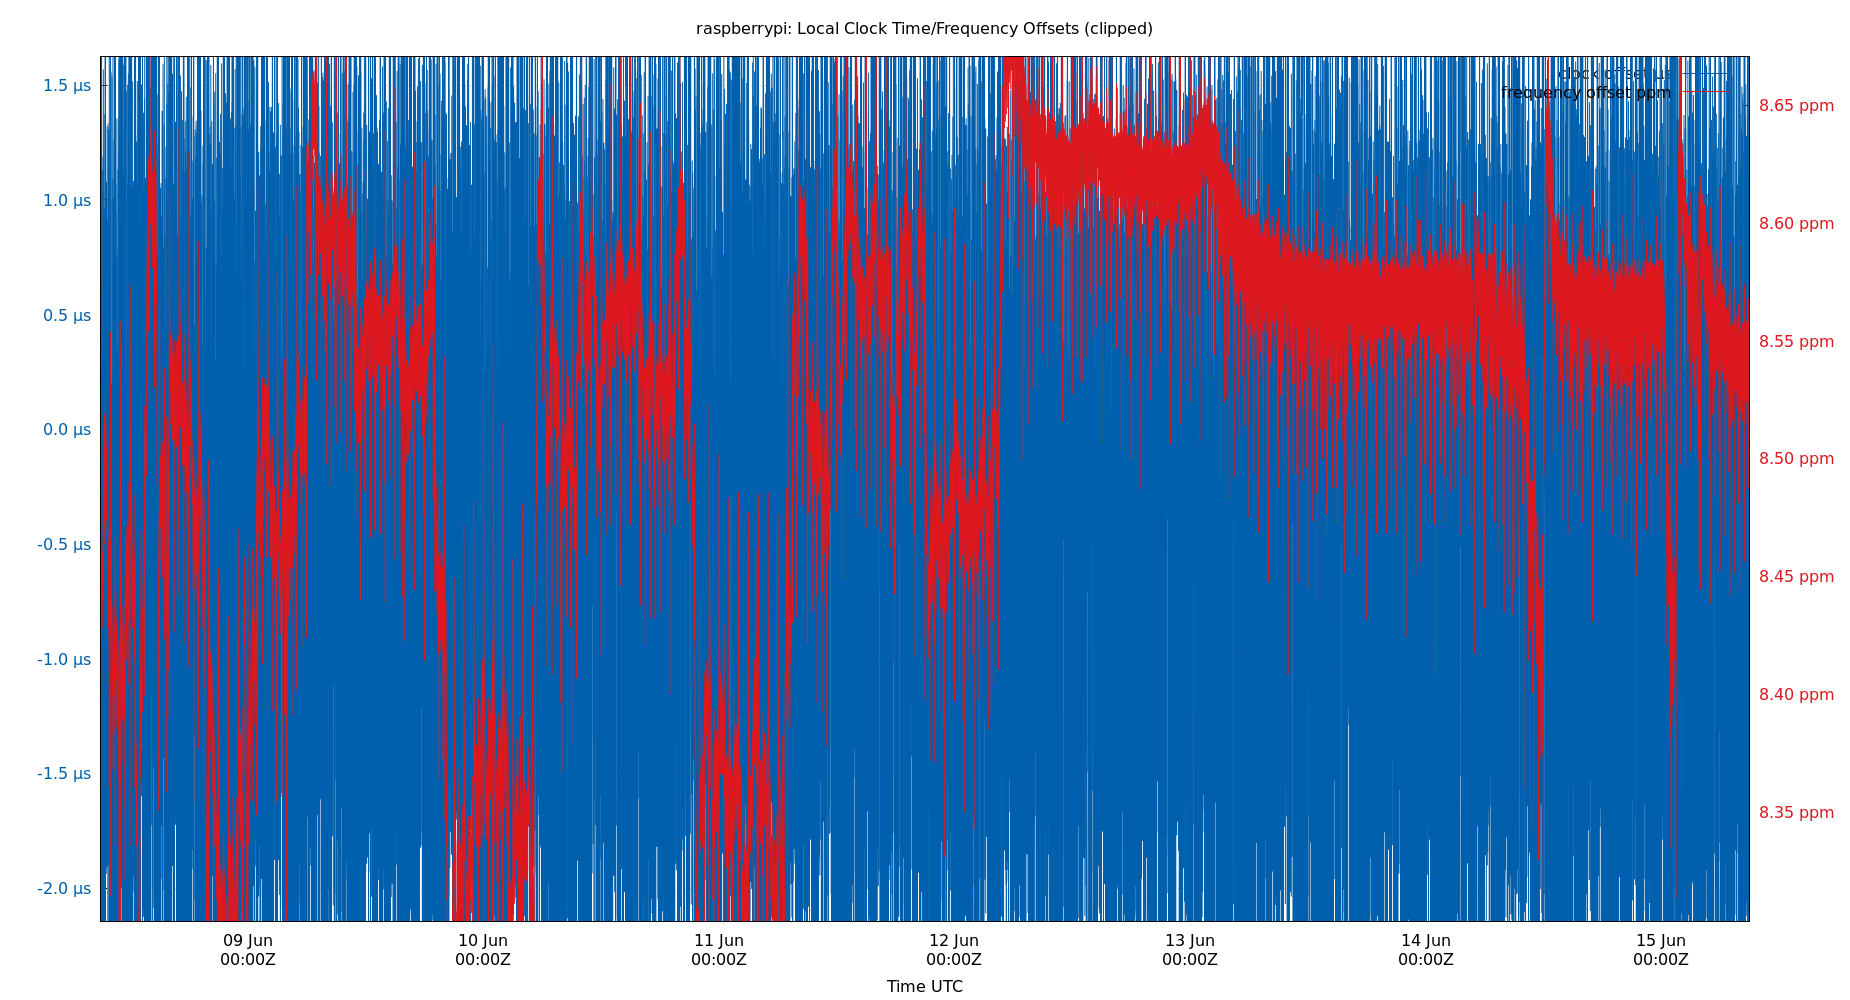 raspberrypi: Local Clock Time/Frequency Offsets (clipped)
clock offset µs
frequency offset ppm
1.5 µs
1.0 µs
0.5 µs
0.0 µs
-0.5 µs
-1.0 µs
-1.5 µs
-2.0 µs
8.65 ppm
8.60 ppm
8.55 ppm
8.50 ppm
8.45 ppm
8.40 ppm
8.35 ppm
09 Jun 10 Jun 11 Jun 12 Jun 13 Jun 14 Jun 15 Jun
00:00Z 00:00Z 00:00Z 00:00Z 00:00Z 00:00Z 00:00Z
Time UTC